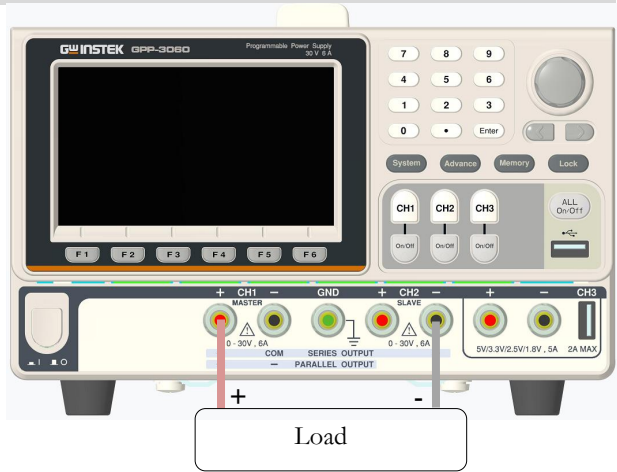 GWINSTEK GPP-3060
Programmable Power Supply
30 V 6 A
7 8 9
4 5 6
1 2 3
0 • Enter
System Advance Memory Lock
CH1 CH2 CH3
ALL
On/Off
On/Off On/Off On/Off
F 1 F 2 F 3 F 4 F 5 F 6
+ CH1 − GND + CH2 − + − CH3
MASTER SLAVE
0 - 30V , 6A 0 - 30V , 6A 5V/3.3V/2.5V/1.8V , 5A 2A MAX
COM SERIES OUTPUT
− PARALLEL OUTPUT
+ -
Load